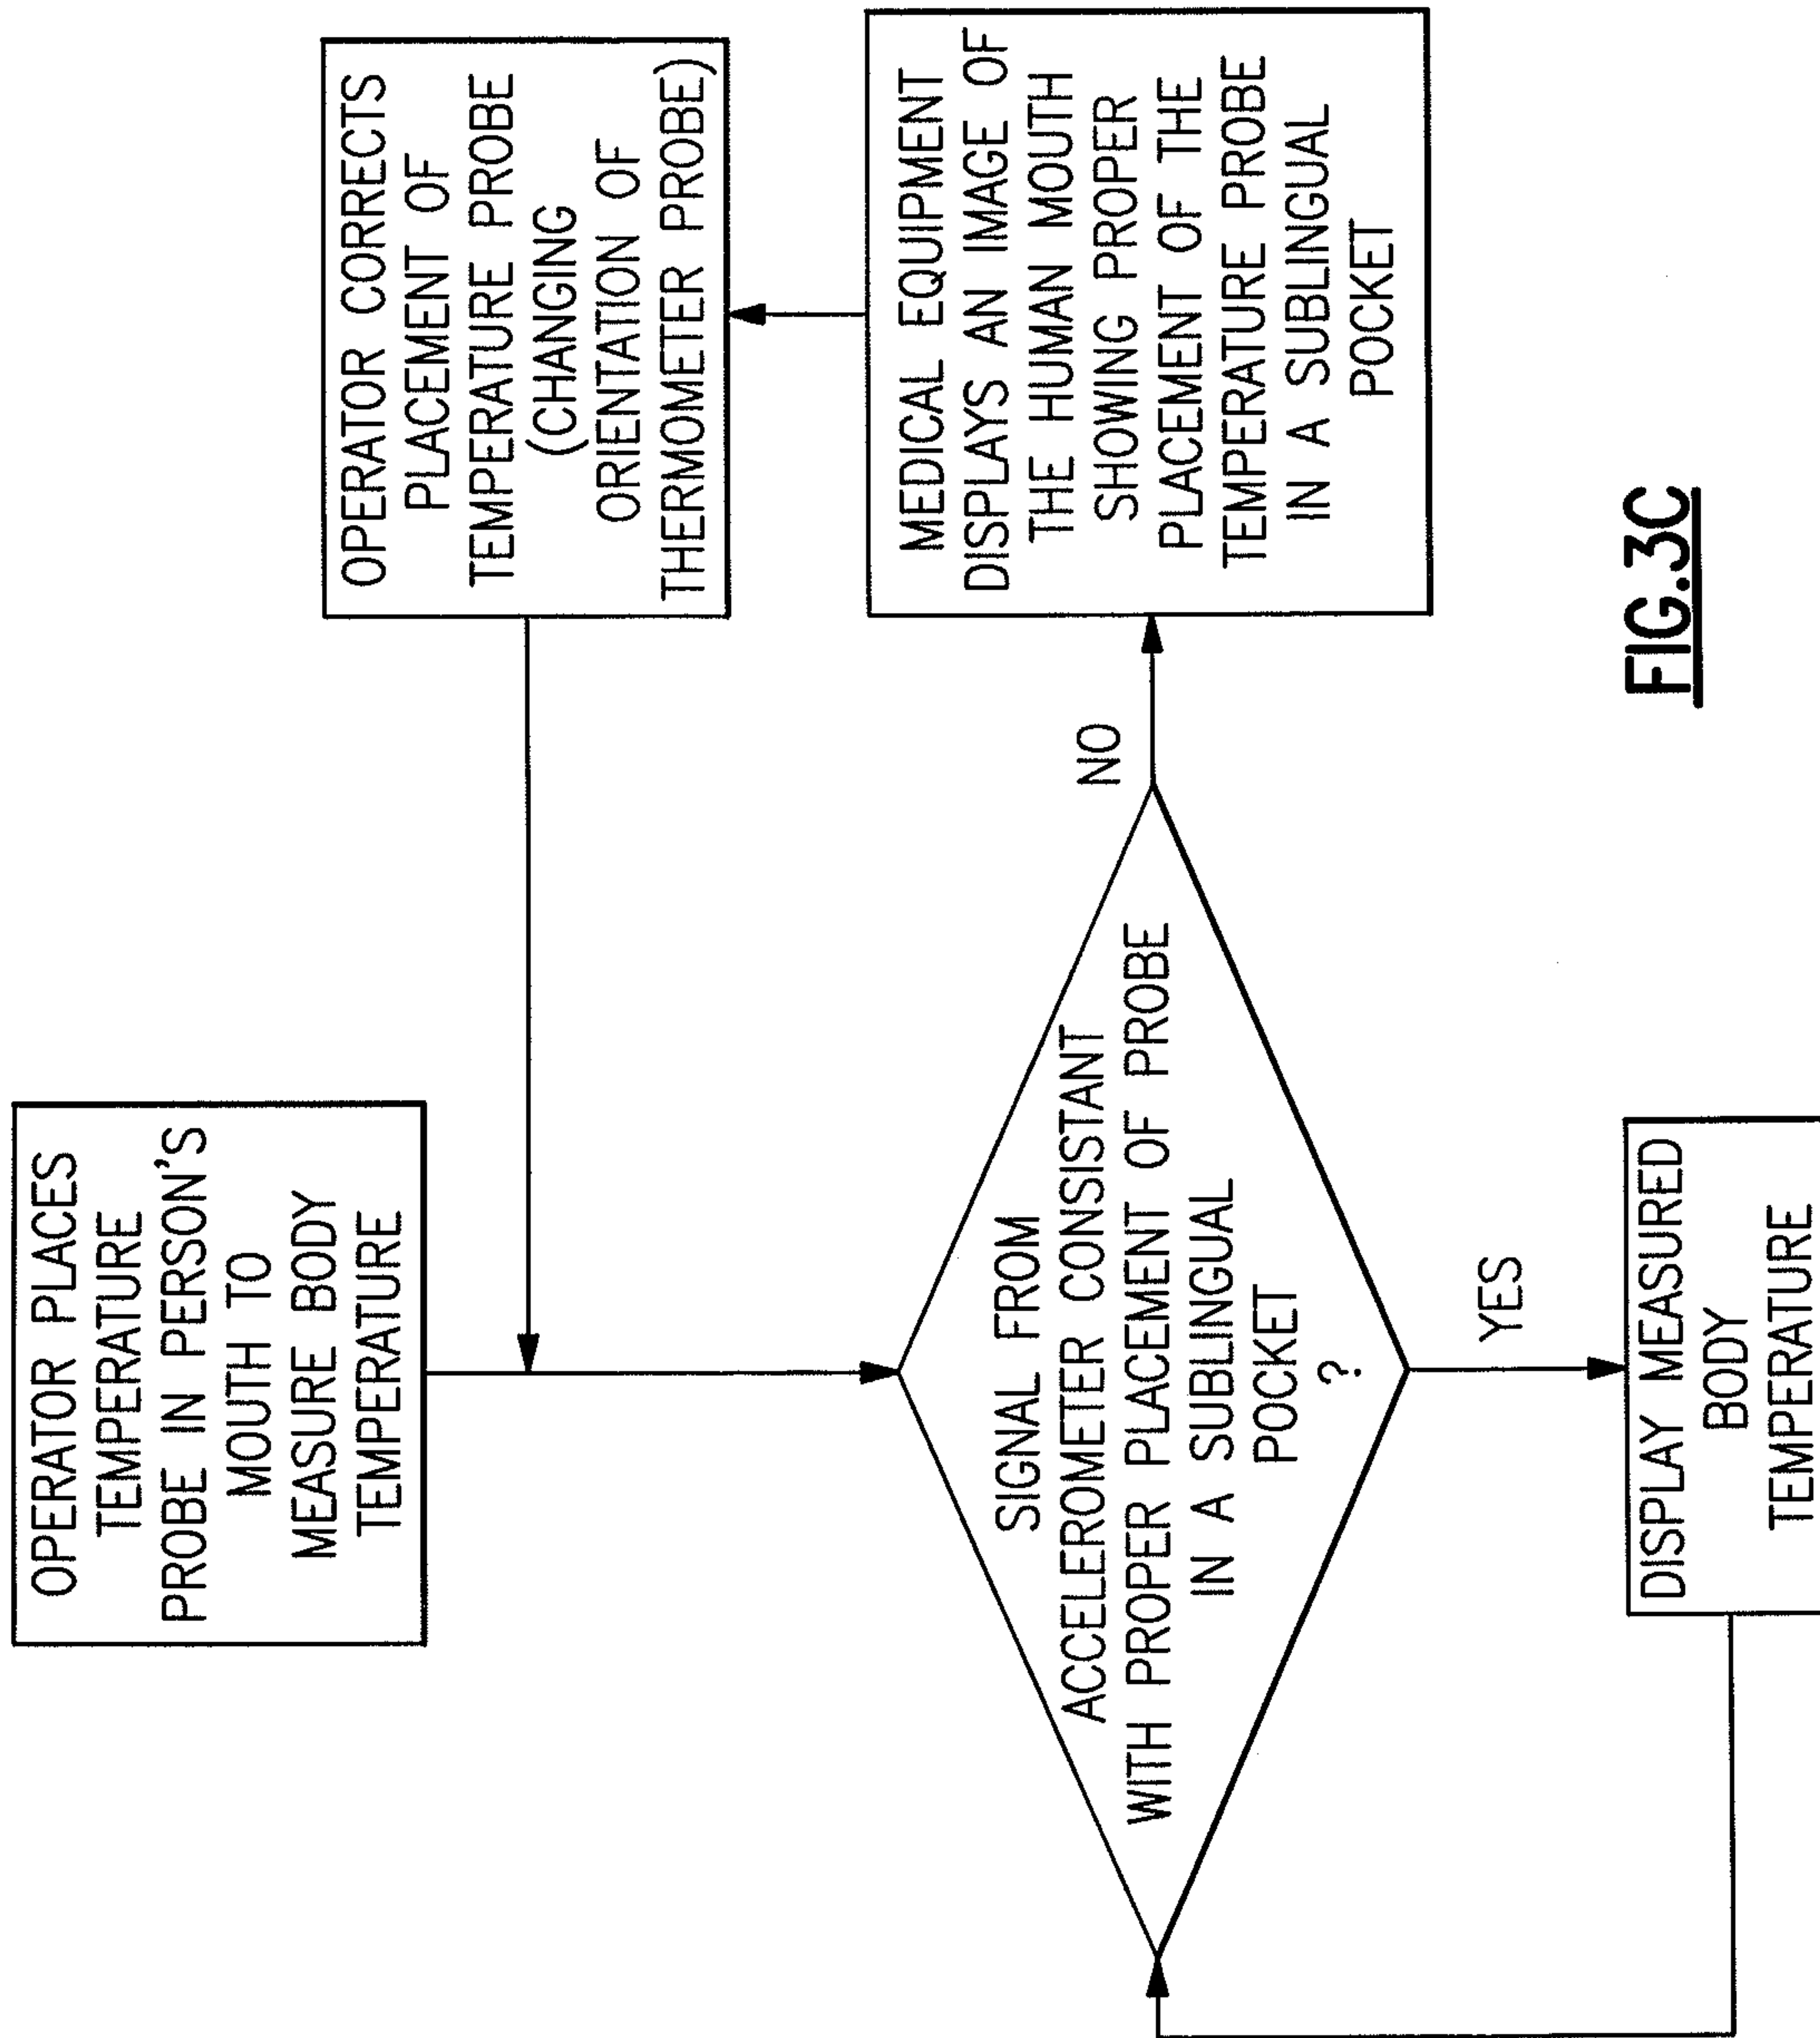 OPERATOR PLACES
TEMPERATURE
PROBE IN PERSON'S
MOUTH TO
MEASURE BODY
TEMPERATURE
OPERATOR CORRECTS
PLACEMENT OF
TEMPERATURE PROBE
(CHANGING
ORIENTATION OF
THERMOMETER PROBE)
SIGNAL FROM
ACCELEROMETER CONSISTANT
WITH PROPER PLACEMENT OF PROBE
IN A SUBLINGUAL
POCKET
?
NO
MEDICAL EQUIPMENT
DISPLAYS AN IMAGE OF
THE HUMAN MOUTH
SHOWING PROPER
PLACEMENT OF THE
TEMPERATURE PROBE
IN A SUBLINGUAL
POCKET
YES
DISPLAY MEASURED
BODY
TEMPERATURE
FIG.3C